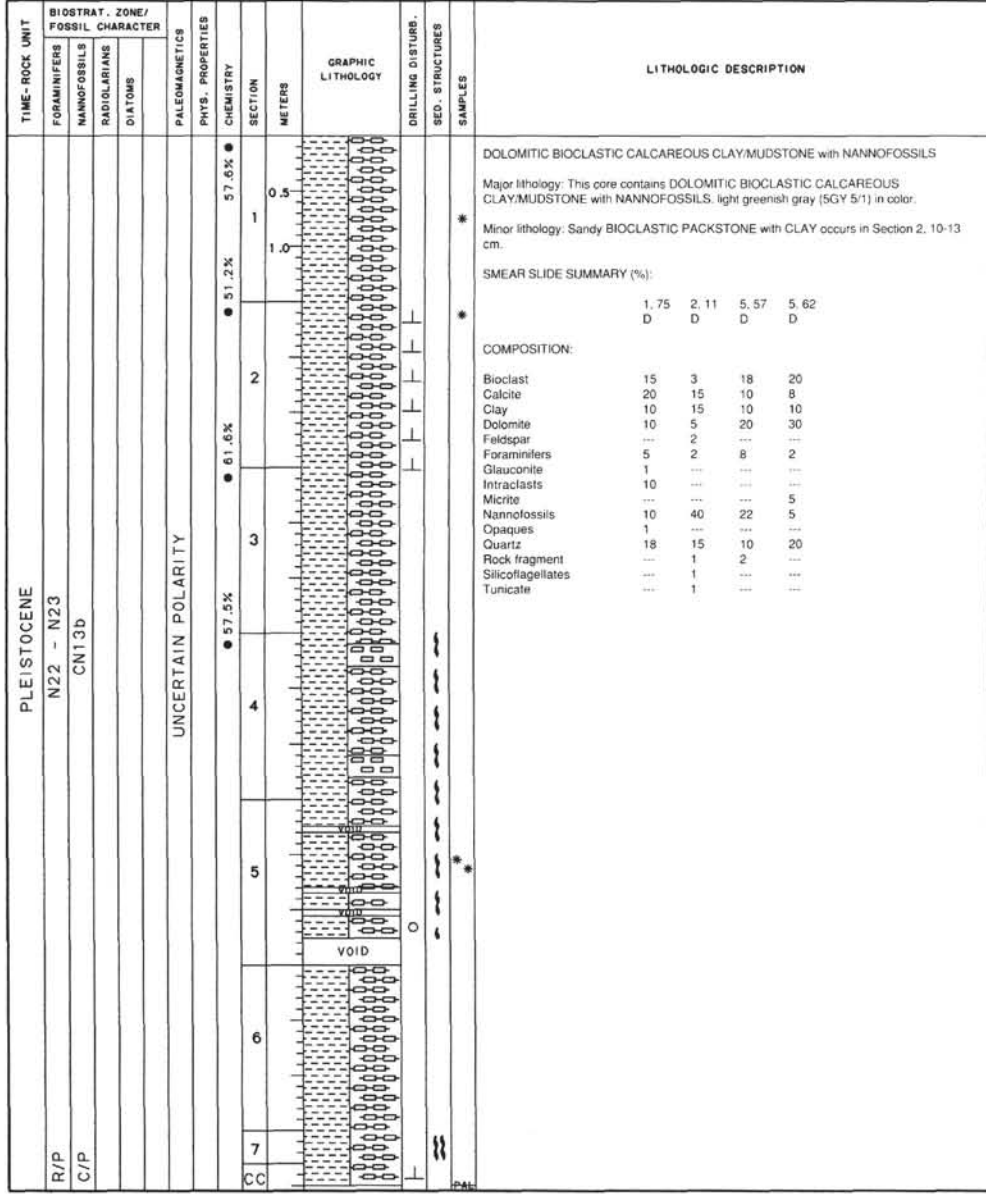 TIME-ROCK UNIT
BIOSTRAT. ZONE/
FOSSIL CHARACTER
FORAMINIFERS
NANNOFOSSILS
RADIOLARIANS
DIATOMS
PALEOMAGNETICS
PHYS. PROPERTIES
CHEMISTRY
SECTION
METERS
GRAPHIC
LITHOLOGY
DRILLING DISTURB.
SED. STRUCTURES
SAMPLES
LITHOLOGIC DESCRIPTION
PLEISTOCENE
N22 - N23
R/P
CN13b
C/P
UNCERTAIN POLARITY
57.6%
51.2%
61.6%
57.5%
1
2
3
4
5
6
7
CC
0.5
1.0
VOID
VOID
VOID
VOID
*
*
*
*
PAL
DOLOMITIC BIOCLASTIC CALCAREOUS CLAY/MUDSTONE with NANNOFOSSILS
Major lithology: This core contains DOLOMITIC BIOCLASTIC CALCAREOUS
CLAY/MUDSTONE with NANNOFOSSILS, light greenish gray (5GY 5/1) in color.
Minor lithology: Sandy BIOCLASTIC PACKSTONE with CLAY occurs in Section 2, 10-13
cm.
SMEAR SLIDE SUMMARY (%):
1, 75 2, 11 5, 57 5, 62
D D D D
COMPOSITION:
Bioclast 15 3 18 20
Calcite 20 15 10 8
Clay 10 15 10 10
Dolomite 10 5 20 30
Feldspar --- 2 --- ---
Foraminifers 5 2 8 2
Glauconite 1 --- --- ---
Intraclasts 10 --- --- ---
Micrite --- --- --- 5
Nannofossils 10 40 22 5
Opaques 1 --- --- ---
Quartz 18 15 10 20
Rock fragment --- 1 2 ---
Silicoflagellates --- 1 --- ---
Tunicate --- 1 --- ---